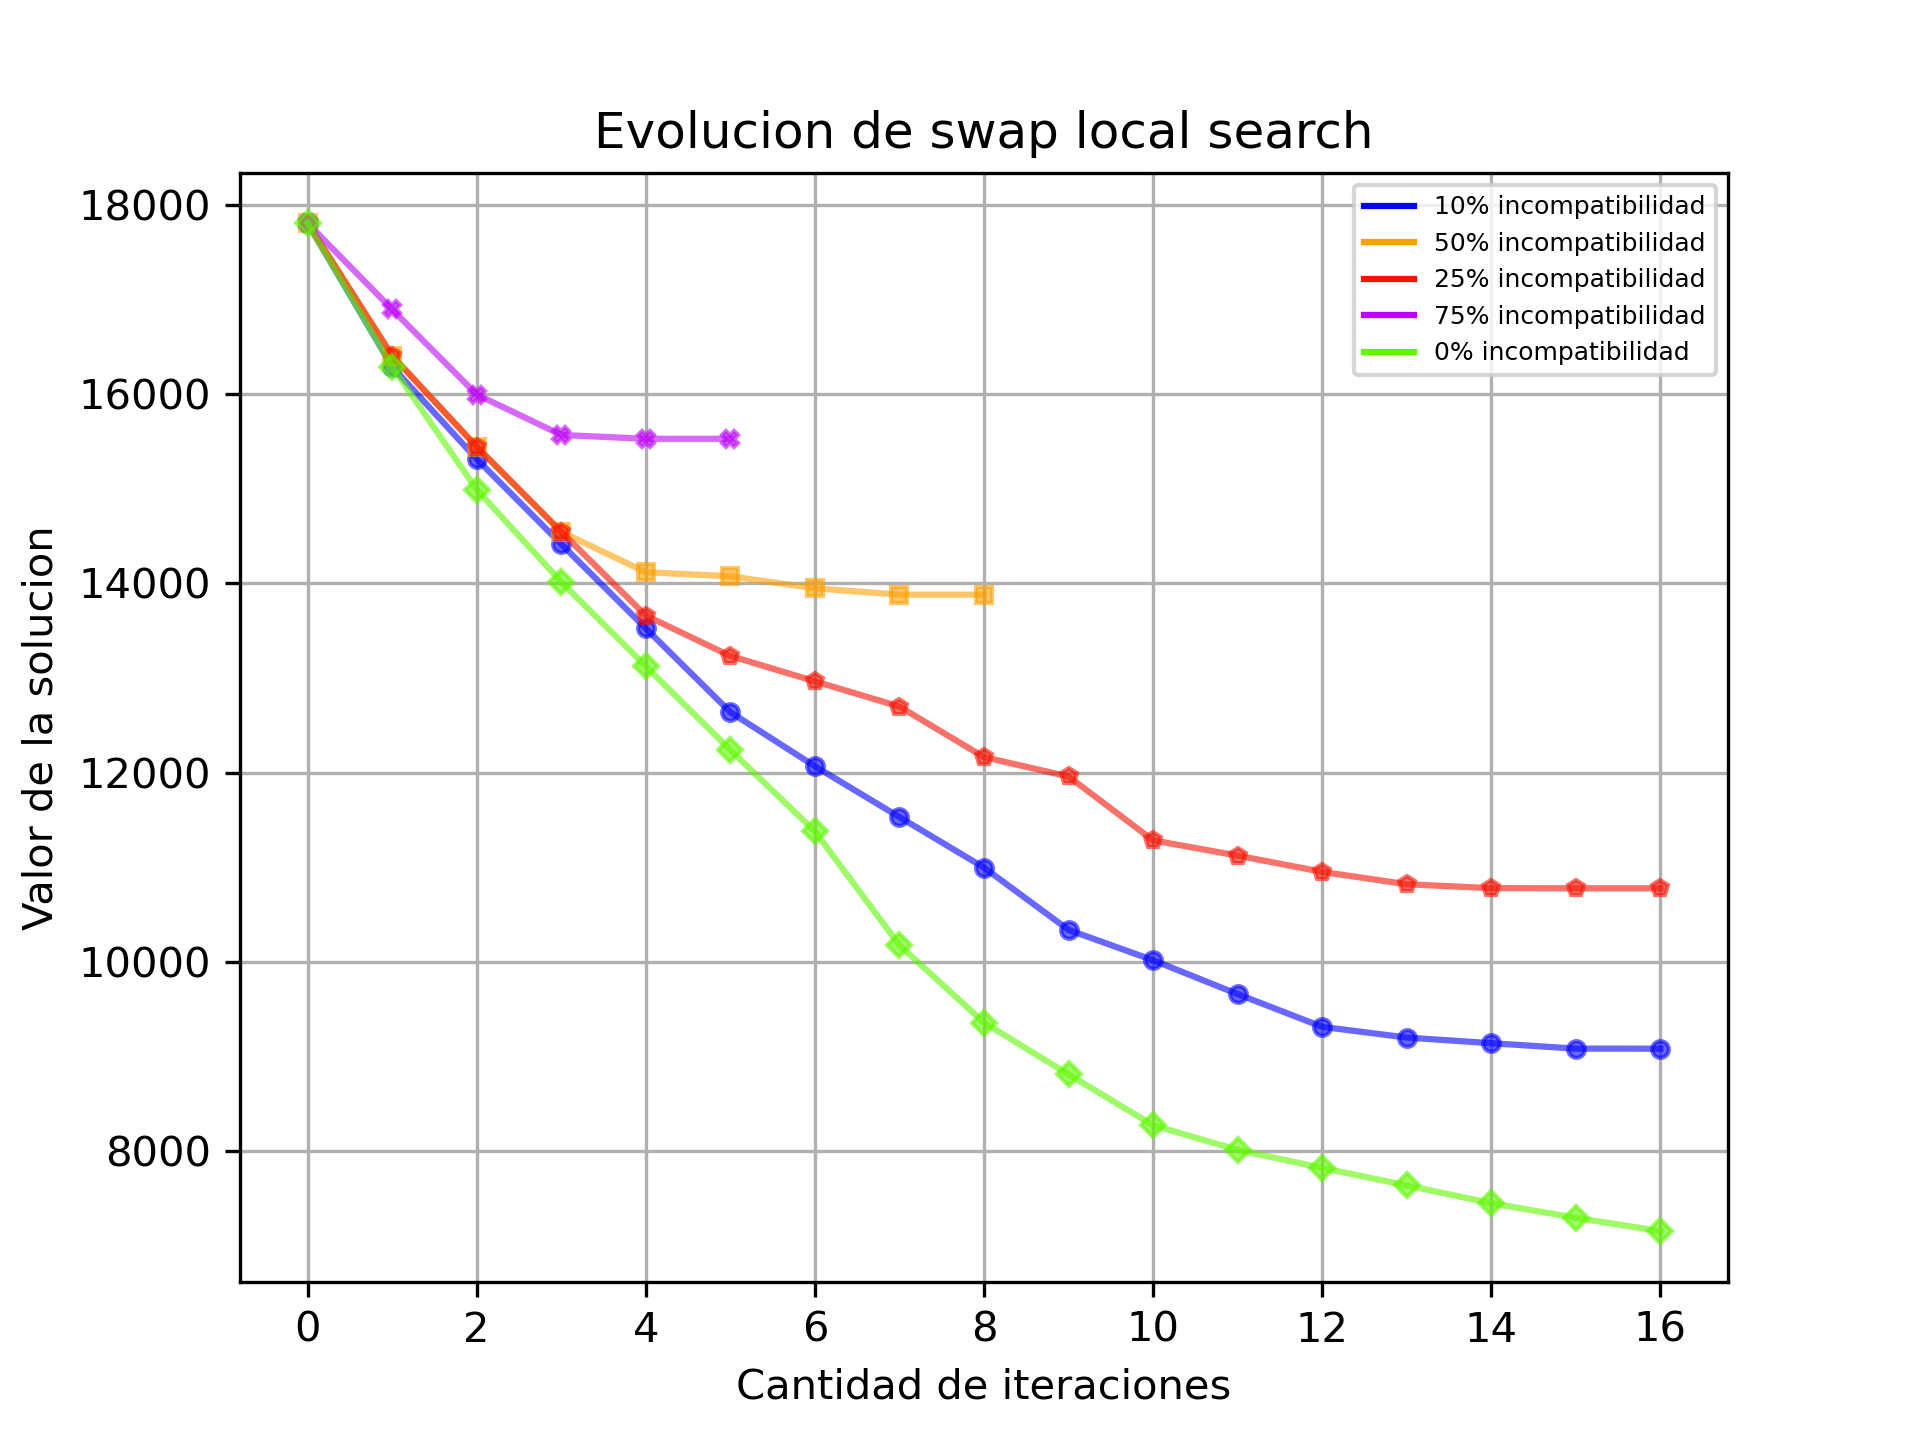 Evolucion de swap local search
18000
16000
14000
12000
10000
8000
Valor de la solucion
10% incompatibilidad
50% incompatibilidad
25% incompatibilidad
75% incompatibilidad
0% incompatibilidad
0 2 4 6 8 10 12 14 16
Cantidad de iteraciones